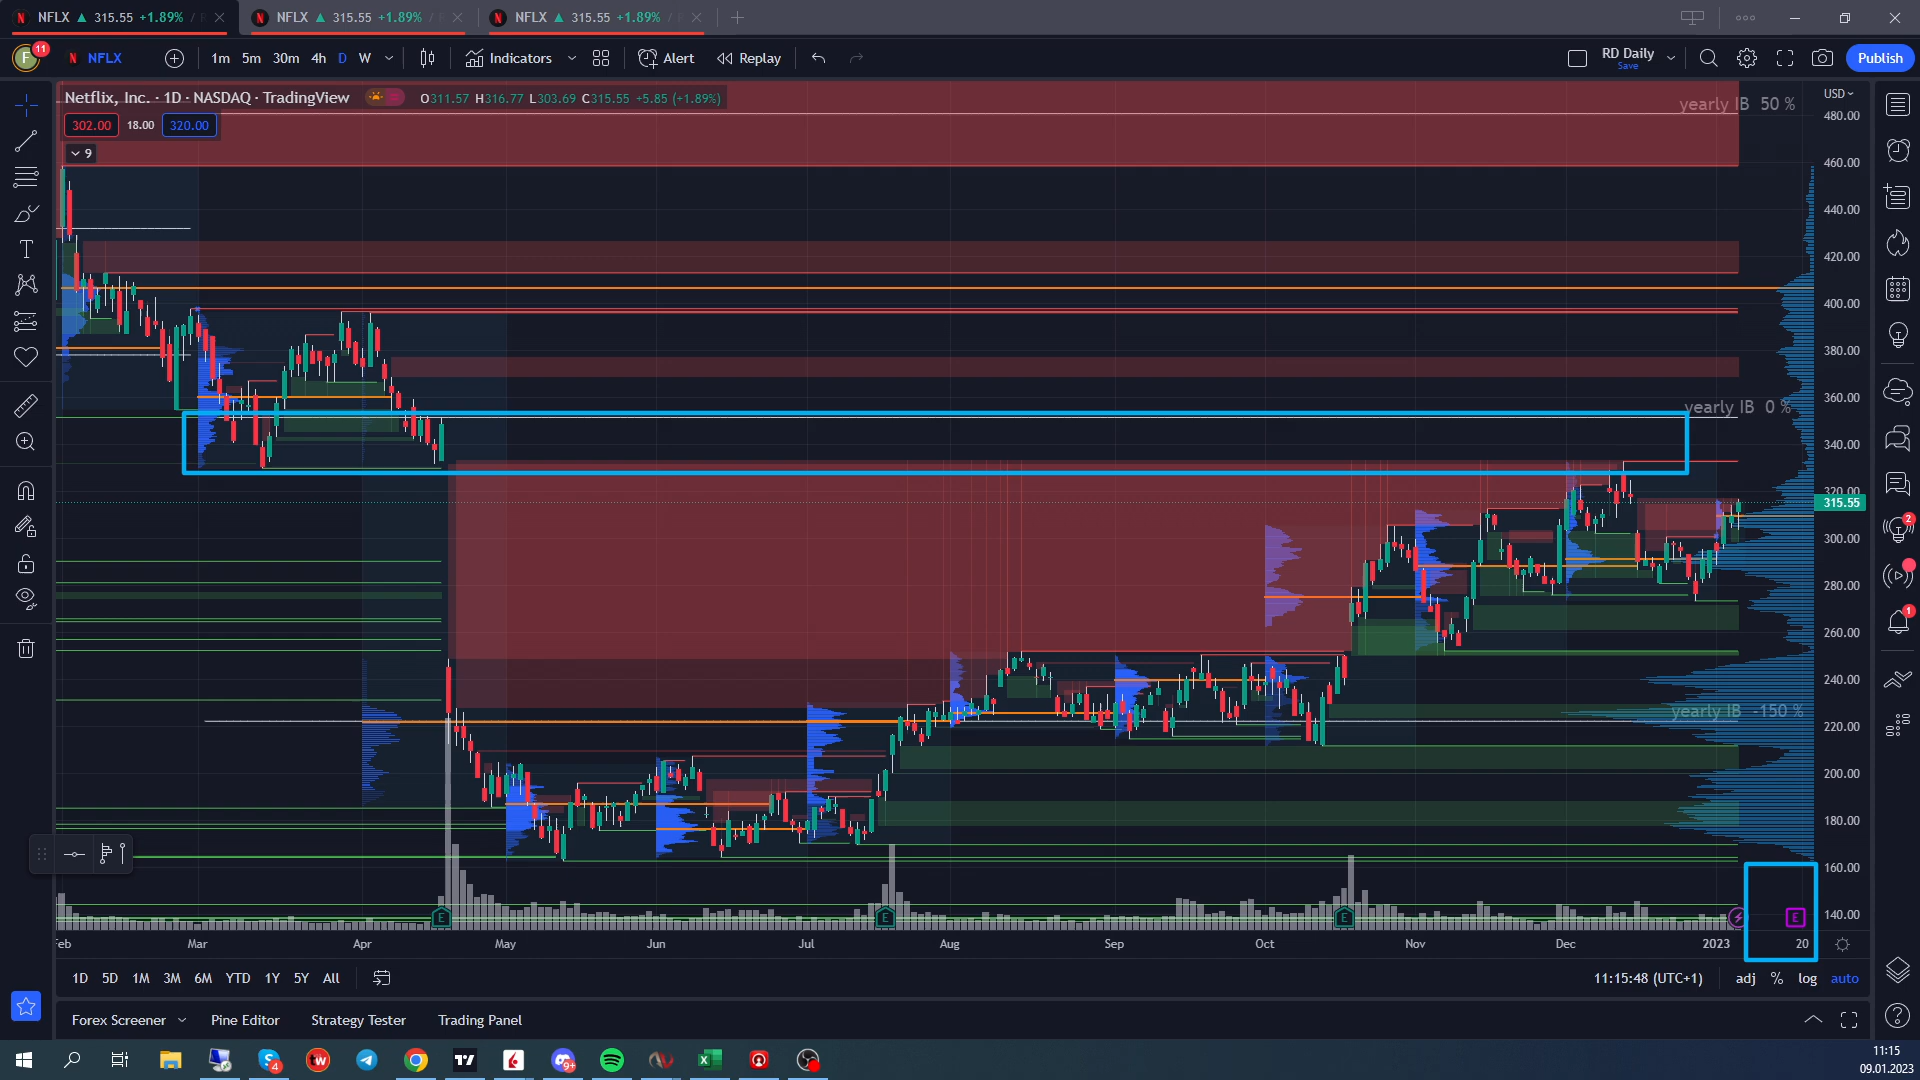 NFLX ▲ 315.55 +1.89% /
NFLX ▲ 315.55 +1.89% /
NFLX ▲ 315.55 +1.89% /
F
11
N NFLX
1m 5m 30m 4h D W
Indicators
Alert
Replay
RD Daily
Save
Publish
Netflix, Inc. · 1D · NASDAQ · TradingView
O311.57 H316.77 L303.69 C315.55 +5.85 (+1.89%)
302.00 18.00 320.00
9
USD
yearly IB 50 %
480.00
460.00
440.00
420.00
400.00
380.00
360.00
yearly IB 0 %
340.00
320.00
315.55
300.00
280.00
260.00
240.00
yearly IB -150 %
220.00
200.00
180.00
160.00
140.00
E
E
E
E
Feb Mar Apr May Jun Jul Aug Sep Oct Nov Dec 2023 20
1D 5D 1M 3M 6M YTD 1Y 5Y All
11:15:48 (UTC+1) adj % log auto
2
1
Forex Screener Pine Editor Strategy Tester Trading Panel
4
tw
9+
11:15
09.01.2023